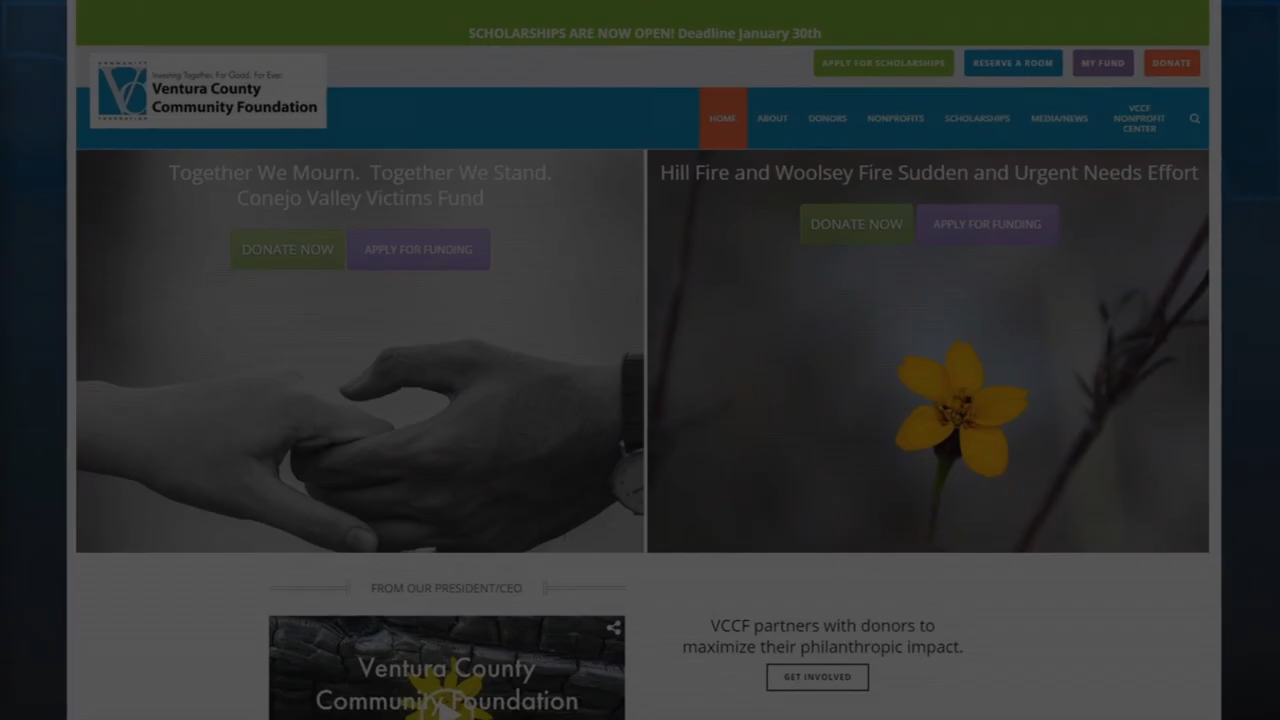 SCHOLARSHIPS ARE NOW OPEN! Deadline January 30th
APPLY FOR SCHOLARSHIPS
RESERVE A ROOM
MY FUND
DONATE
COMMUNITY
FOUNDATION
Investing Together. For Good. For Ever.
Ventura County
Community Foundation
HOME
ABOUT
DONORS
NONPROFITS
SCHOLARSHIPS
MEDIA/NEWS
VCCF
NONPROFIT
CENTER
Together We Mourn. Together We Stand.
Conejo Valley Victims Fund
DONATE NOW
APPLY FOR FUNDING
Hill Fire and Woolsey Fire Sudden and Urgent Needs Effort
DONATE NOW
APPLY FOR FUNDING
FROM OUR PRESIDENT/CEO
Ventura County
Community Foundation
VCCF partners with donors to
maximize their philanthropic impact.
GET INVOLVED